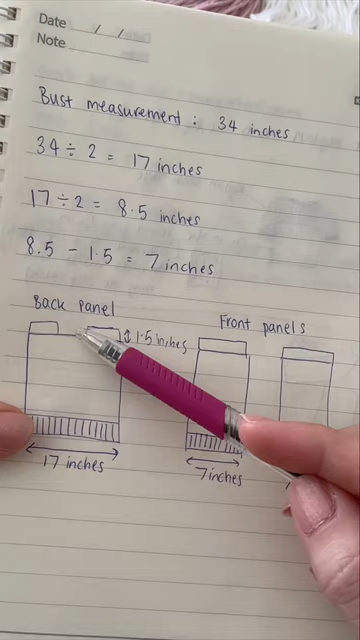 Date / /
Note
Bust measurement : 34 inches
34 ÷ 2 = 17 inches
17 ÷ 2 = 8.5 inches
8.5 - 1.5 = 7 inches
Back panel
Front panels
1.5 inches
17 inches
7 inches